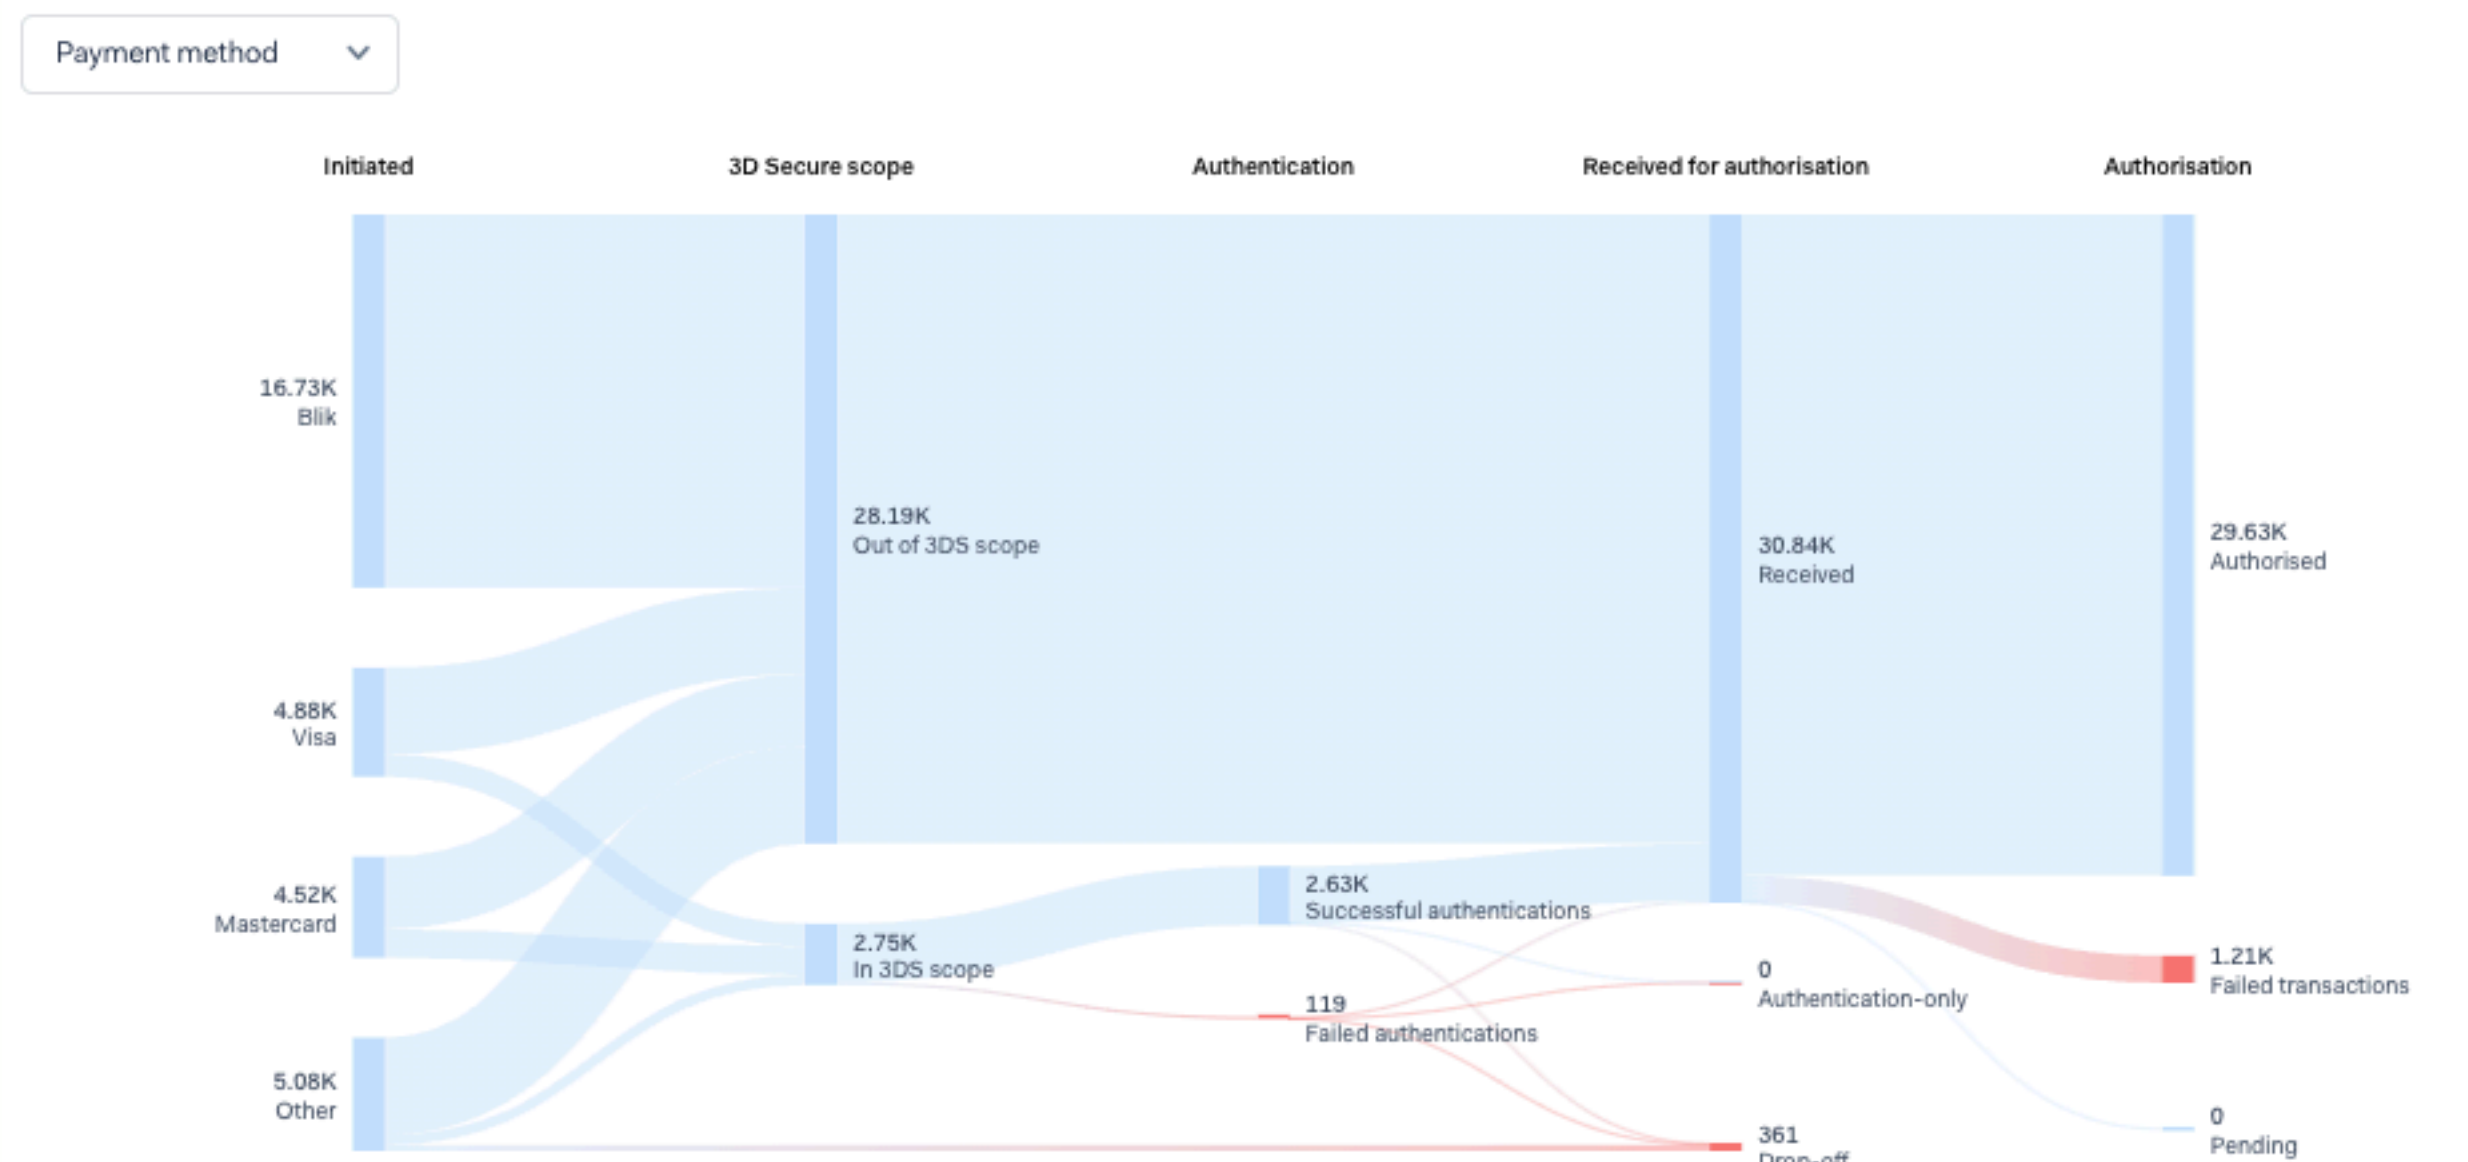 Payment method
Initiated
3D Secure scope
Authentication
Received for authorisation
Authorisation
16.73K
Blik
4.88K
Visa
4.52K
Mastercard
5.08K
Other
28.19K
Out of 3DS scope
2.75K
In 3DS scope
2.63K
Successful authentications
119
Failed authentications
30.84K
Received
0
Authentication-only
361
Drop-off
29.63K
Authorised
1.21K
Failed transactions
0
Pending